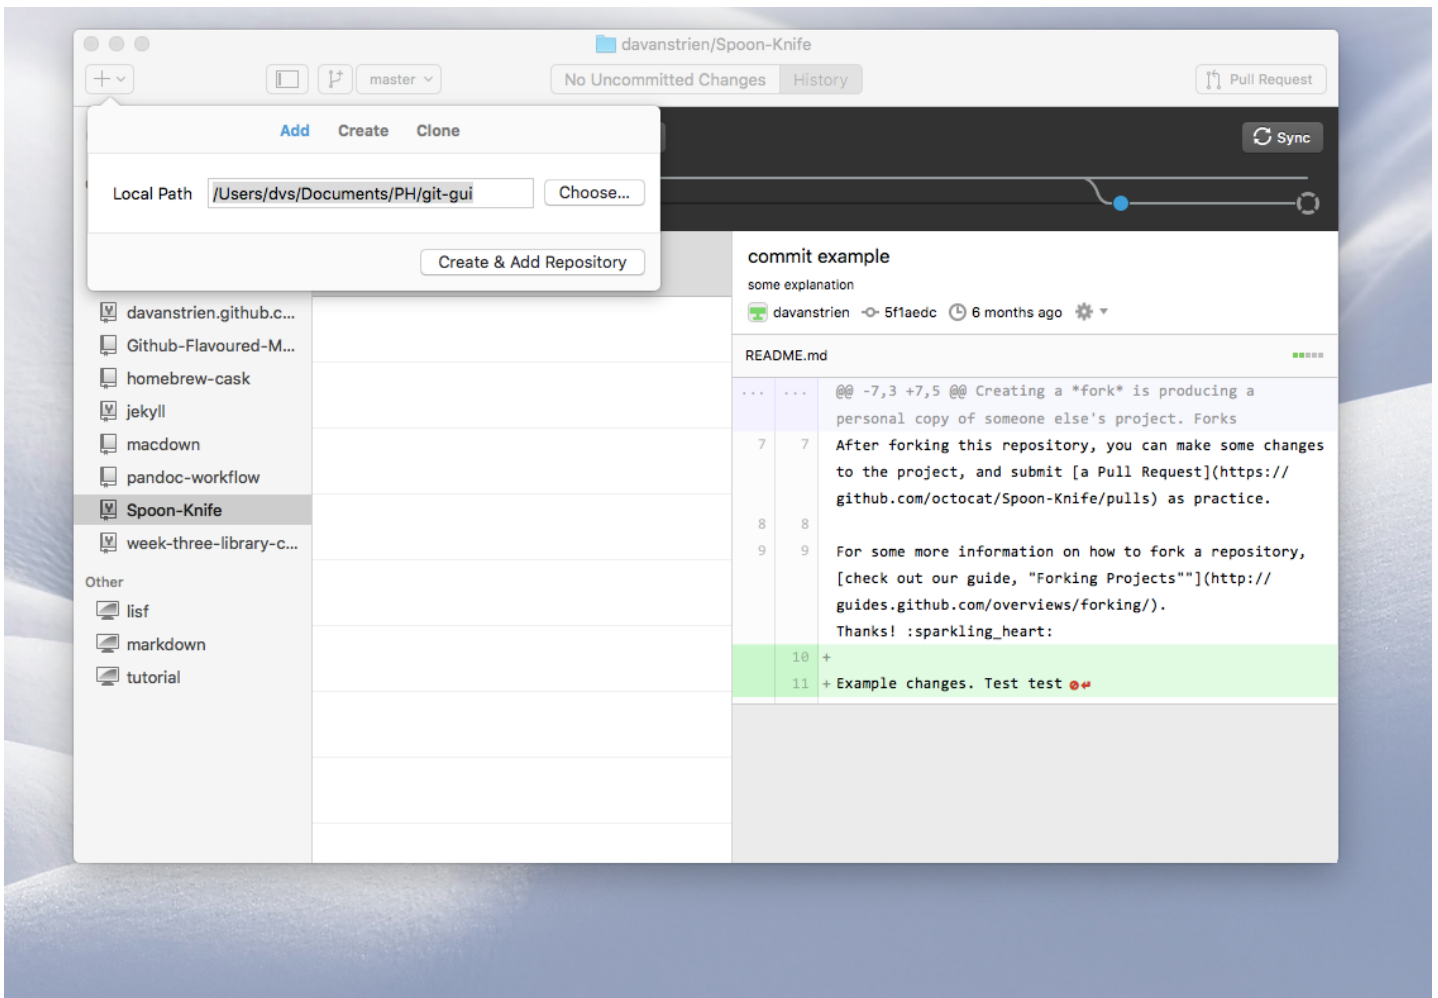 davanstrien/Spoon-Knife
master
No Uncommitted Changes
History
Pull Request
Add Create Clone
Sync
Local Path /Users/dvs/Documents/PH/git-gui Choose...
Create & Add Repository
davanstrien.github.c...
Github-Flavoured-M...
homebrew-cask
jekyll
macdown
pandoc-workflow
Spoon-Knife
week-three-library-c...
Other
lisf
markdown
tutorial
commit example
some explanation
davanstrien 5f1aedc 6 months ago
README.md
... ... @@ -7,3 +7,5 @@ Creating a *fork* is producing a
personal copy of someone else's project. Forks
7 7 After forking this repository, you can make some changes
to the project, and submit [a Pull Request](https://
github.com/octocat/Spoon-Knife/pulls) as practice.
8 8
9 9 For some more information on how to fork a repository,
[check out our guide, "Forking Projects""](http://
guides.github.com/overviews/forking/).
Thanks! :sparkling_heart:
10 +
11 + Example changes. Test test